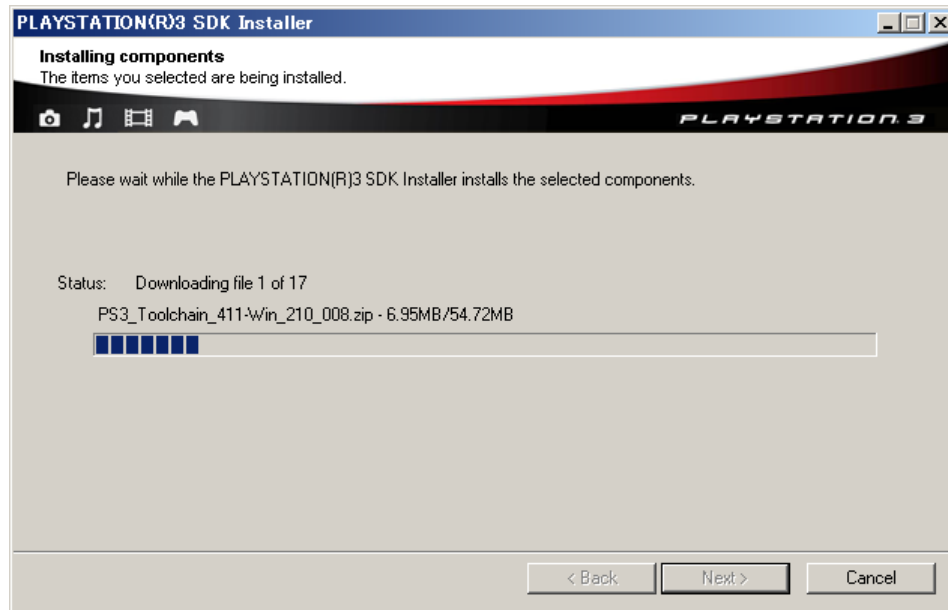 PLAYSTATION(R)3 SDK Installer
Installing components
The items you selected are being installed.
PLAYSTATION 3
Please wait while the PLAYSTATION(R)3 SDK Installer installs the selected components.
Status: Downloading file 1 of 17
PS3_Toolchain_411-Win_210_008.zip - 6.95MB/54.72MB
< Back Next > Cancel